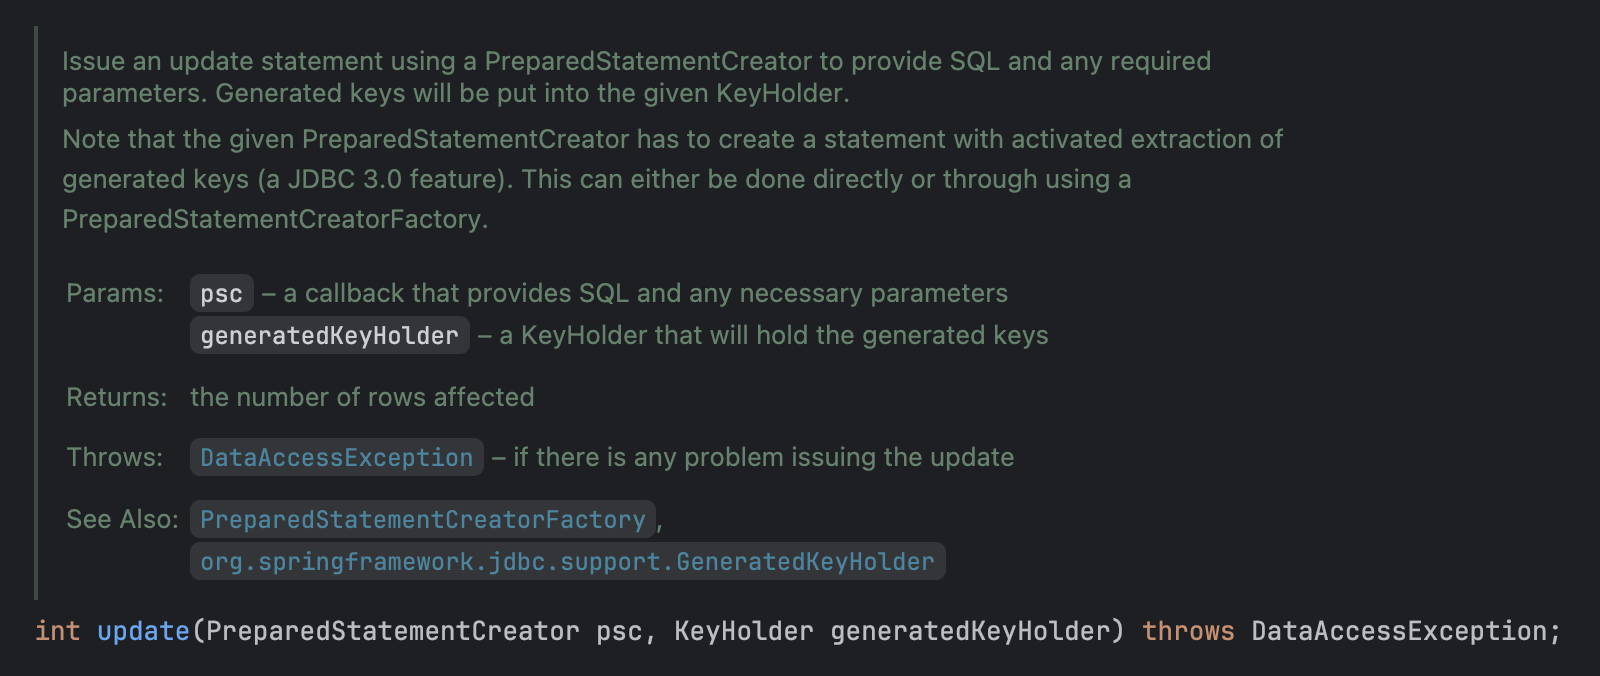 Issue an update statement using a PreparedStatementCreator to provide SQL and any required
parameters. Generated keys will be put into the given KeyHolder.
Note that the given PreparedStatementCreator has to create a statement with activated extraction of
generated keys (a JDBC 3.0 feature). This can either be done directly or through using a
PreparedStatementCreatorFactory.
Params: psc – a callback that provides SQL and any necessary parameters
generatedKeyHolder – a KeyHolder that will hold the generated keys
Returns: the number of rows affected
Throws: DataAccessException – if there is any problem issuing the update
See Also: PreparedStatementCreatorFactory,
org.springframework.jdbc.support.GeneratedKeyHolder
int update(PreparedStatementCreator psc, KeyHolder generatedKeyHolder) throws DataAccessException;